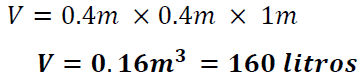 V = 0.4m × 0.4m × 1m
V = 0.16m³ = 160 litros